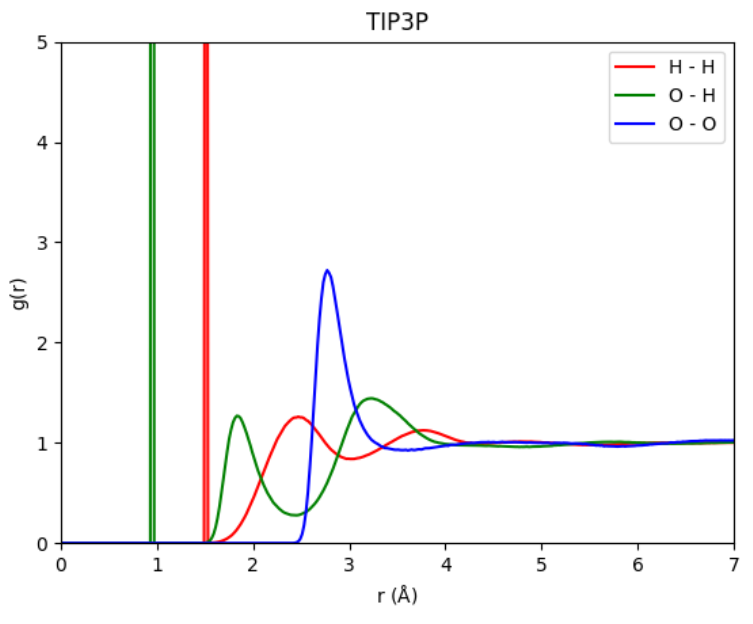 TIP3P
5
4
3
2
1
0
g(r)
H - H
O - H
O - O
0 1 2 3 4 5 6 7
r (Å)